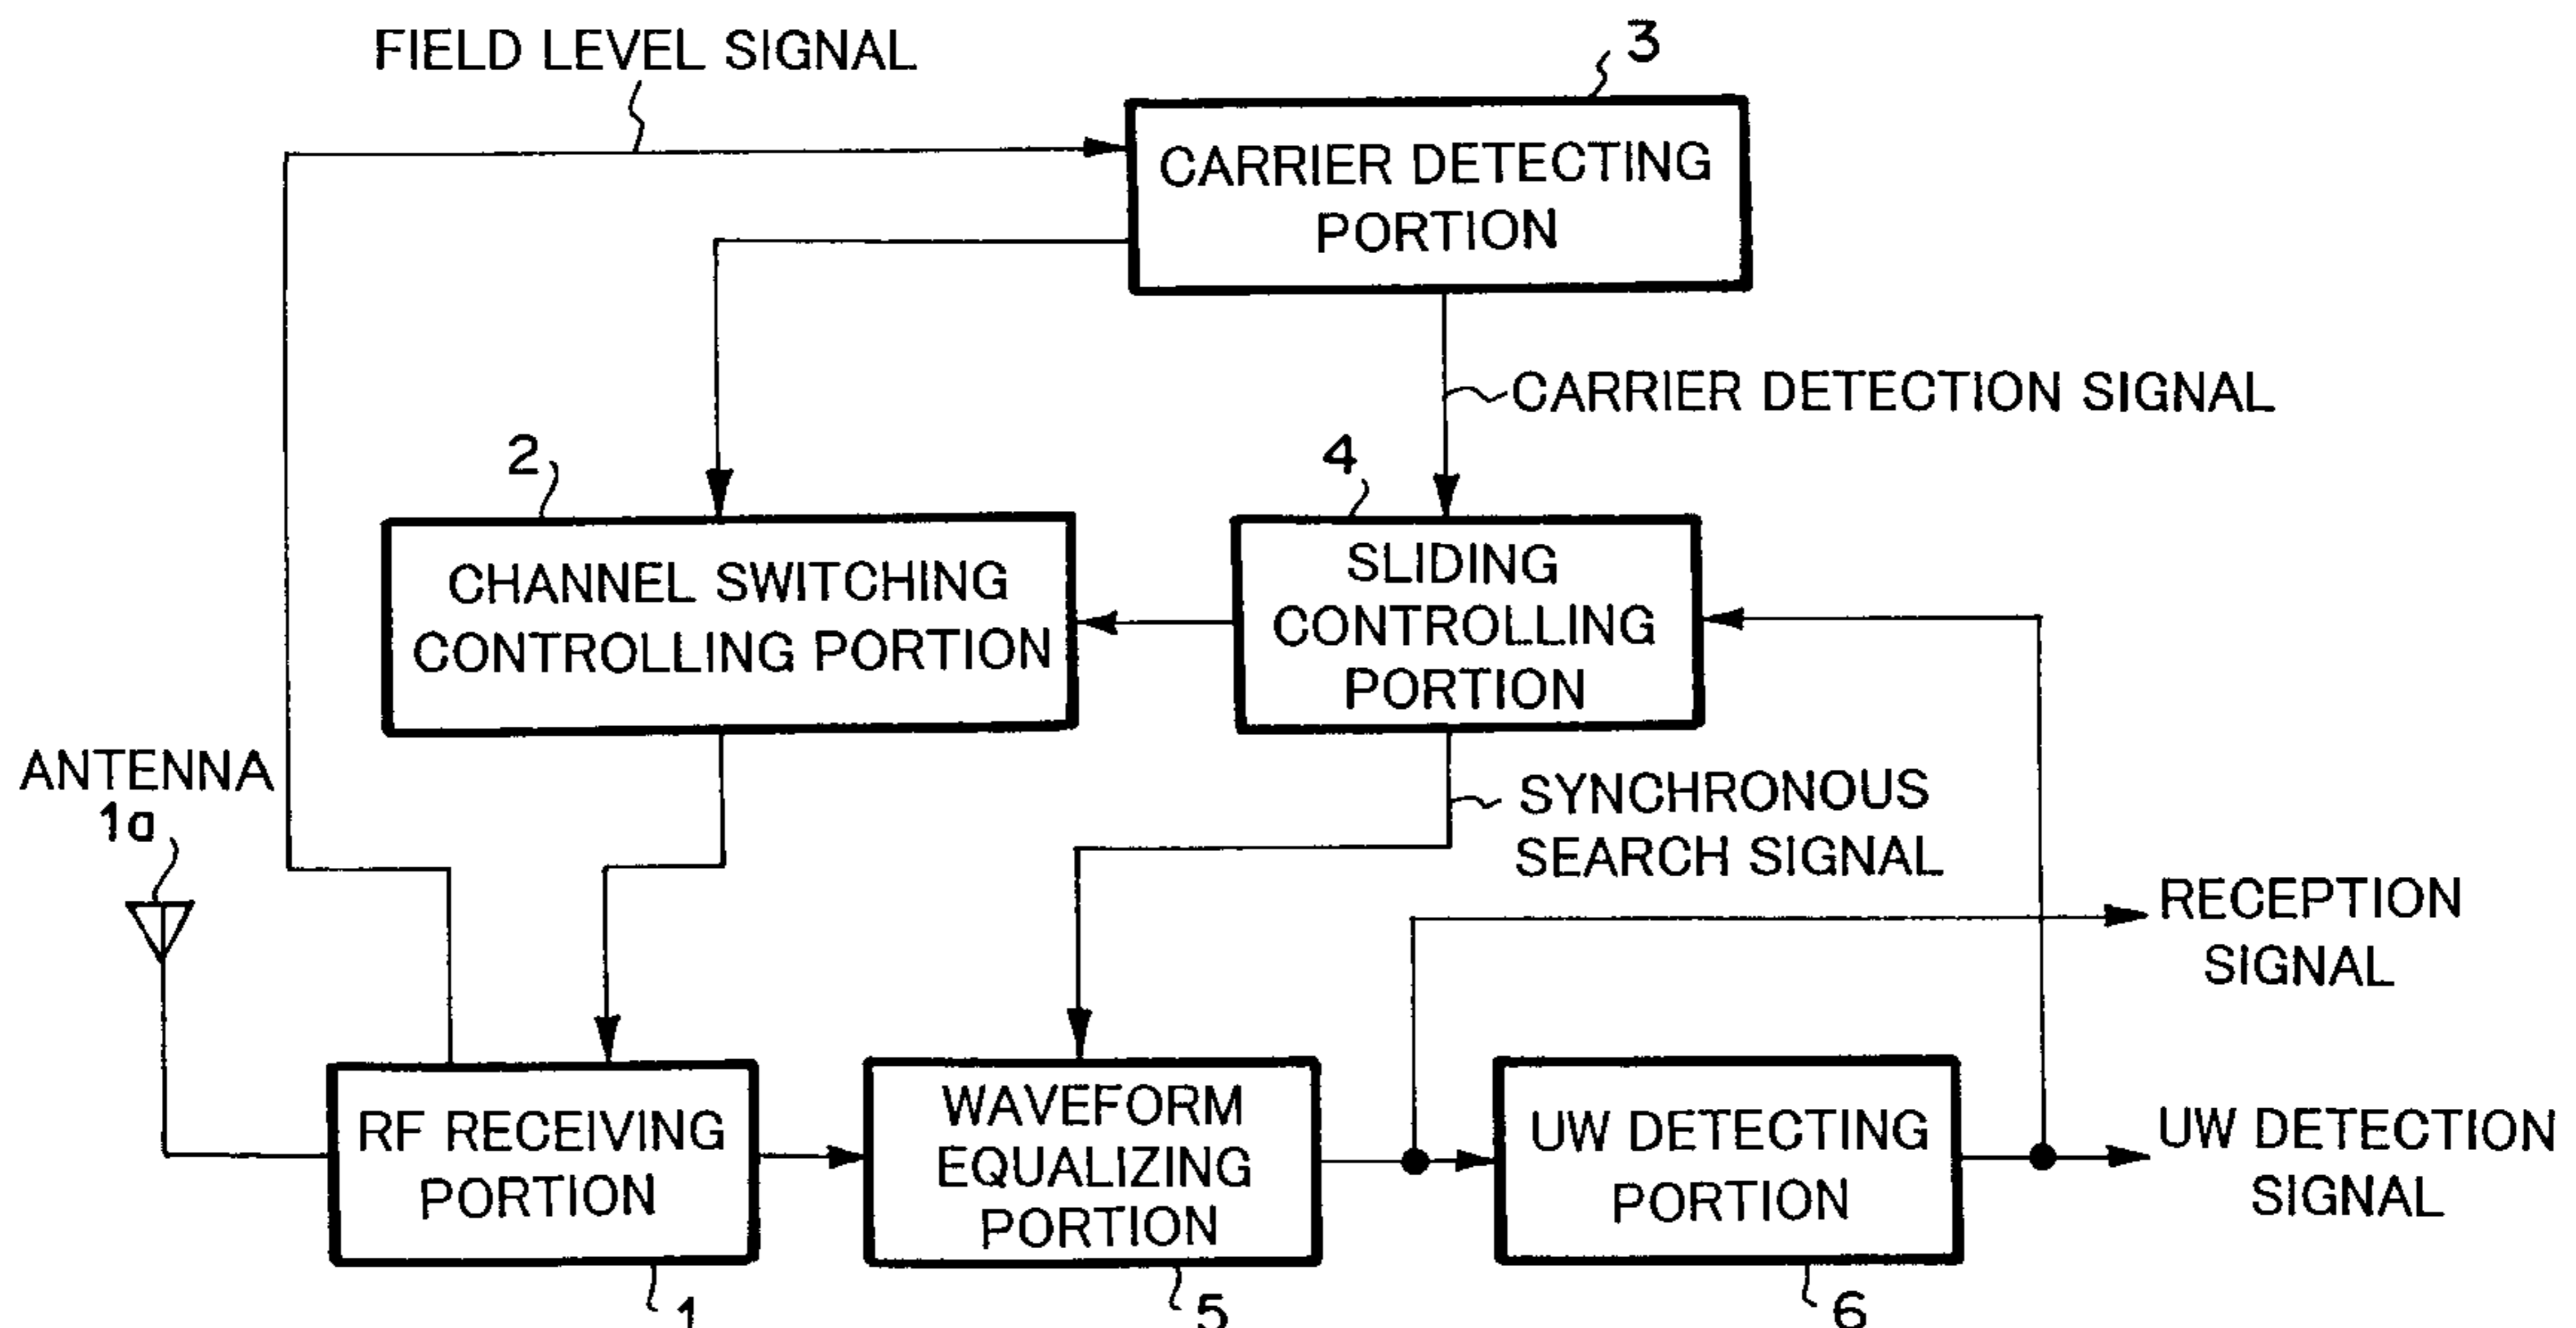 FIELD LEVEL SIGNAL
3
CARRIER DETECTING
PORTION
CARRIER DETECTION SIGNAL
2
4
CHANNEL SWITCHING
CONTROLLING PORTION
SLIDING
CONTROLLING
PORTION
ANTENNA
1a
SYNCHRONOUS
SEARCH SIGNAL
RECEPTION
SIGNAL
RF RECEIVING
PORTION
WAVEFORM
EQUALIZING
PORTION
UW DETECTING
PORTION
UW DETECTION
SIGNAL
1
5
6